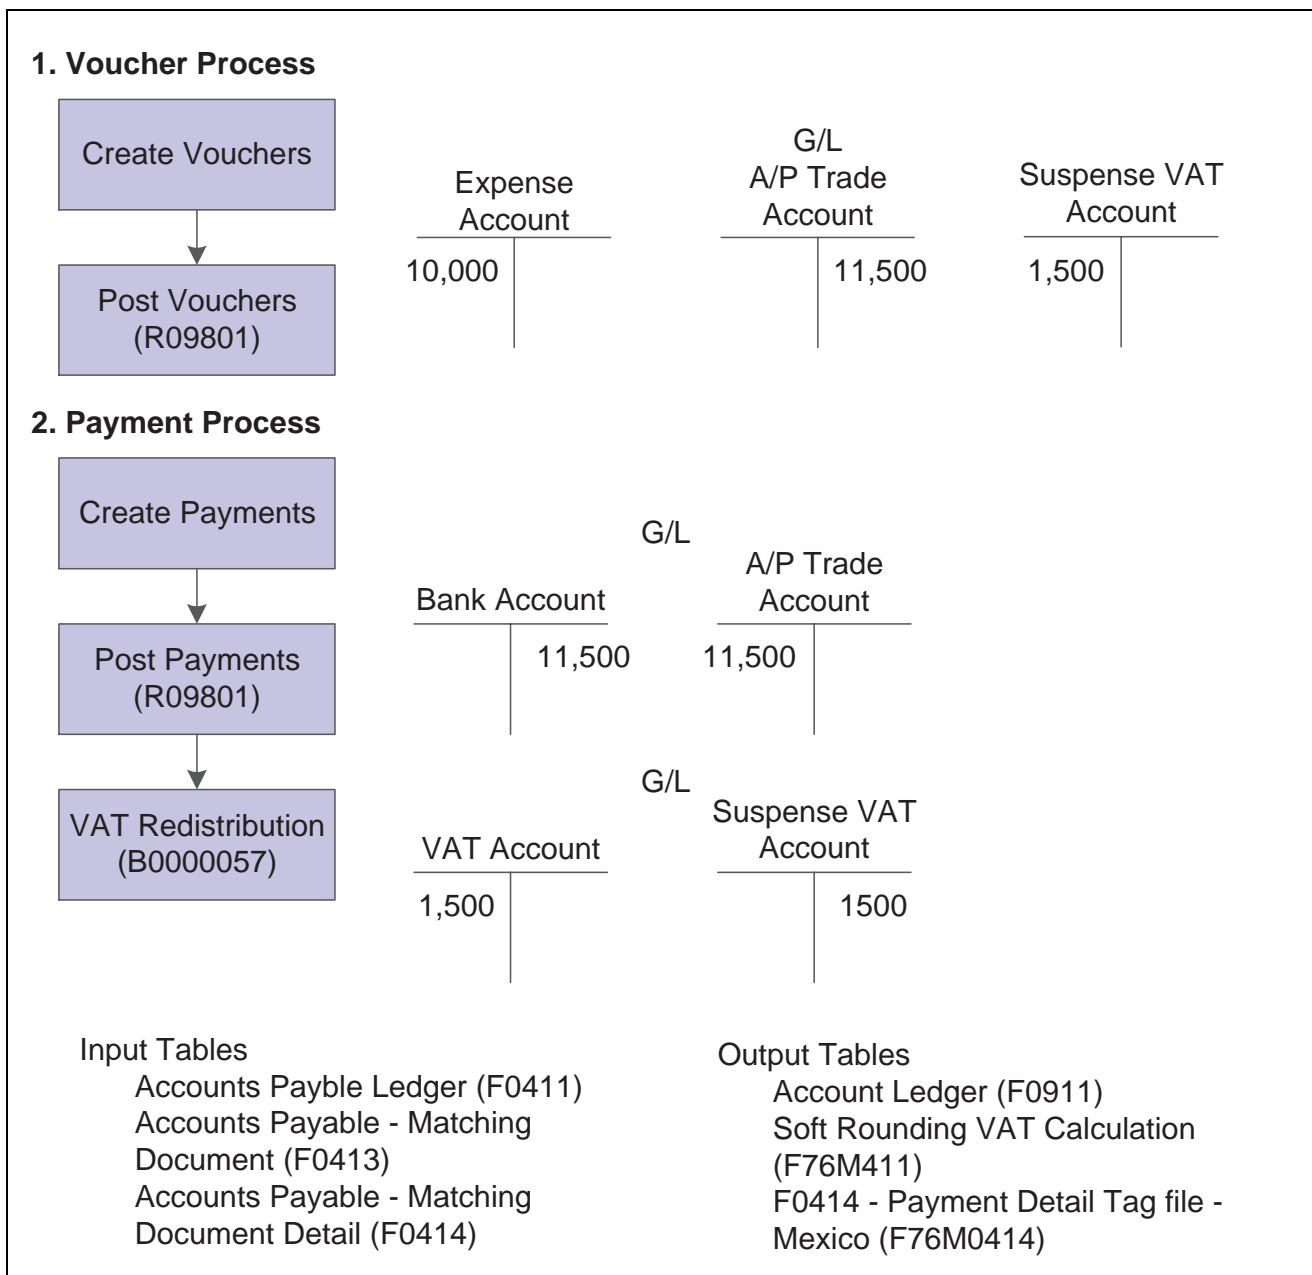 1. Voucher Process
Create Vouchers
Post Vouchers
(R09801)
Expense
Account
10,000
G/L
A/P Trade
Account
11,500
Suspense VAT
Account
1,500
2. Payment Process
Create Payments
Post Payments
(R09801)
VAT Redistribution
(B0000057)
G/L
Bank Account
11,500
A/P Trade
Account
11,500
G/L
VAT Account
1,500
Suspense VAT
Account
1500
Input Tables
Accounts Payble Ledger (F0411)
Accounts Payable - Matching
Document (F0413)
Accounts Payable - Matching
Document Detail (F0414)
Output Tables
Account Ledger (F0911)
Soft Rounding VAT Calculation
(F76M411)
F0414 - Payment Detail Tag file -
Mexico (F76M0414)